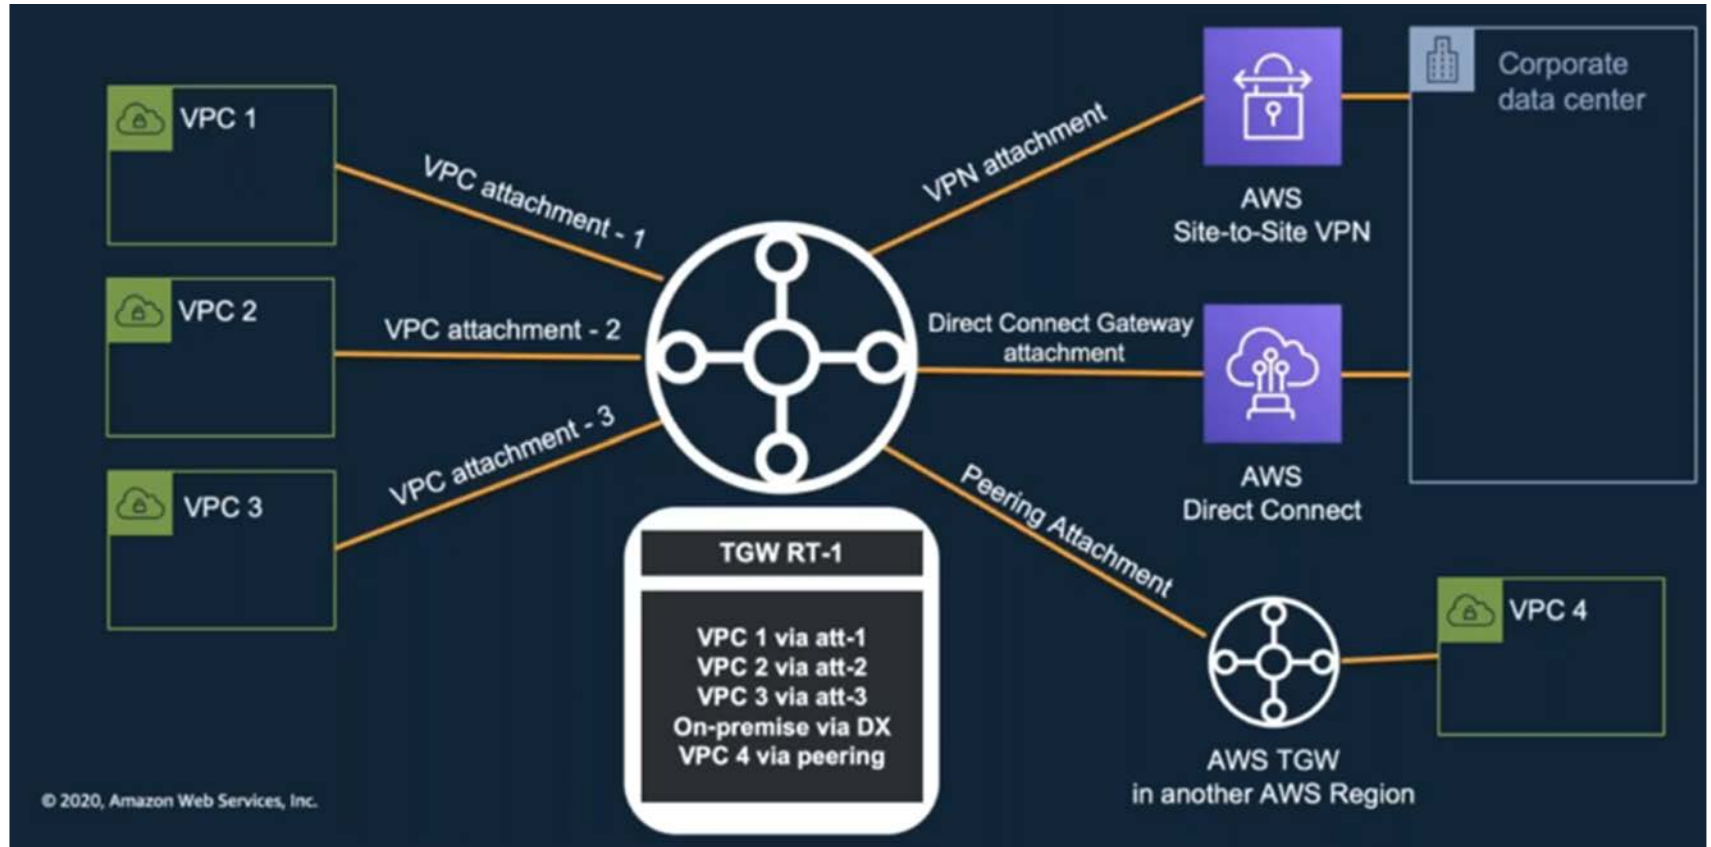 VPC 1
VPC attachment - 1
VPC 2
VPC attachment - 2
VPC 3
VPC attachment - 3
VPN attachment
AWS
Site-to-Site VPN
Corporate
data center
Direct Connect Gateway
attachment
AWS
Direct Connect
Peering Attachment
AWS TGW
in another AWS Region
VPC 4
TGW RT-1
VPC 1 via att-1
VPC 2 via att-2
VPC 3 via att-3
On-premise via DX
VPC 4 via peering
© 2020, Amazon Web Services, Inc.